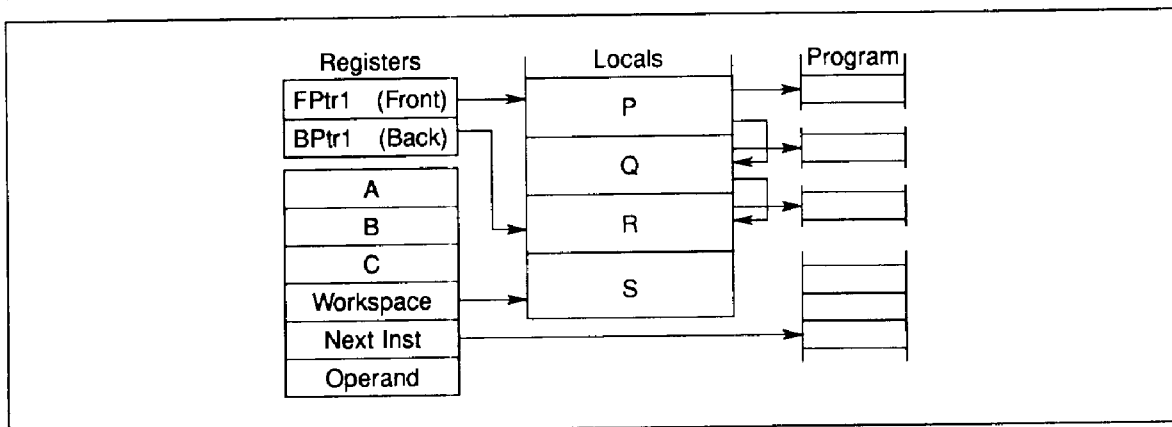 Registers
Locals
Program
FPtr1 (Front)
BPtr1 (Back)
A
B
C
Workspace
Next Inst
Operand
P
Q
R
S